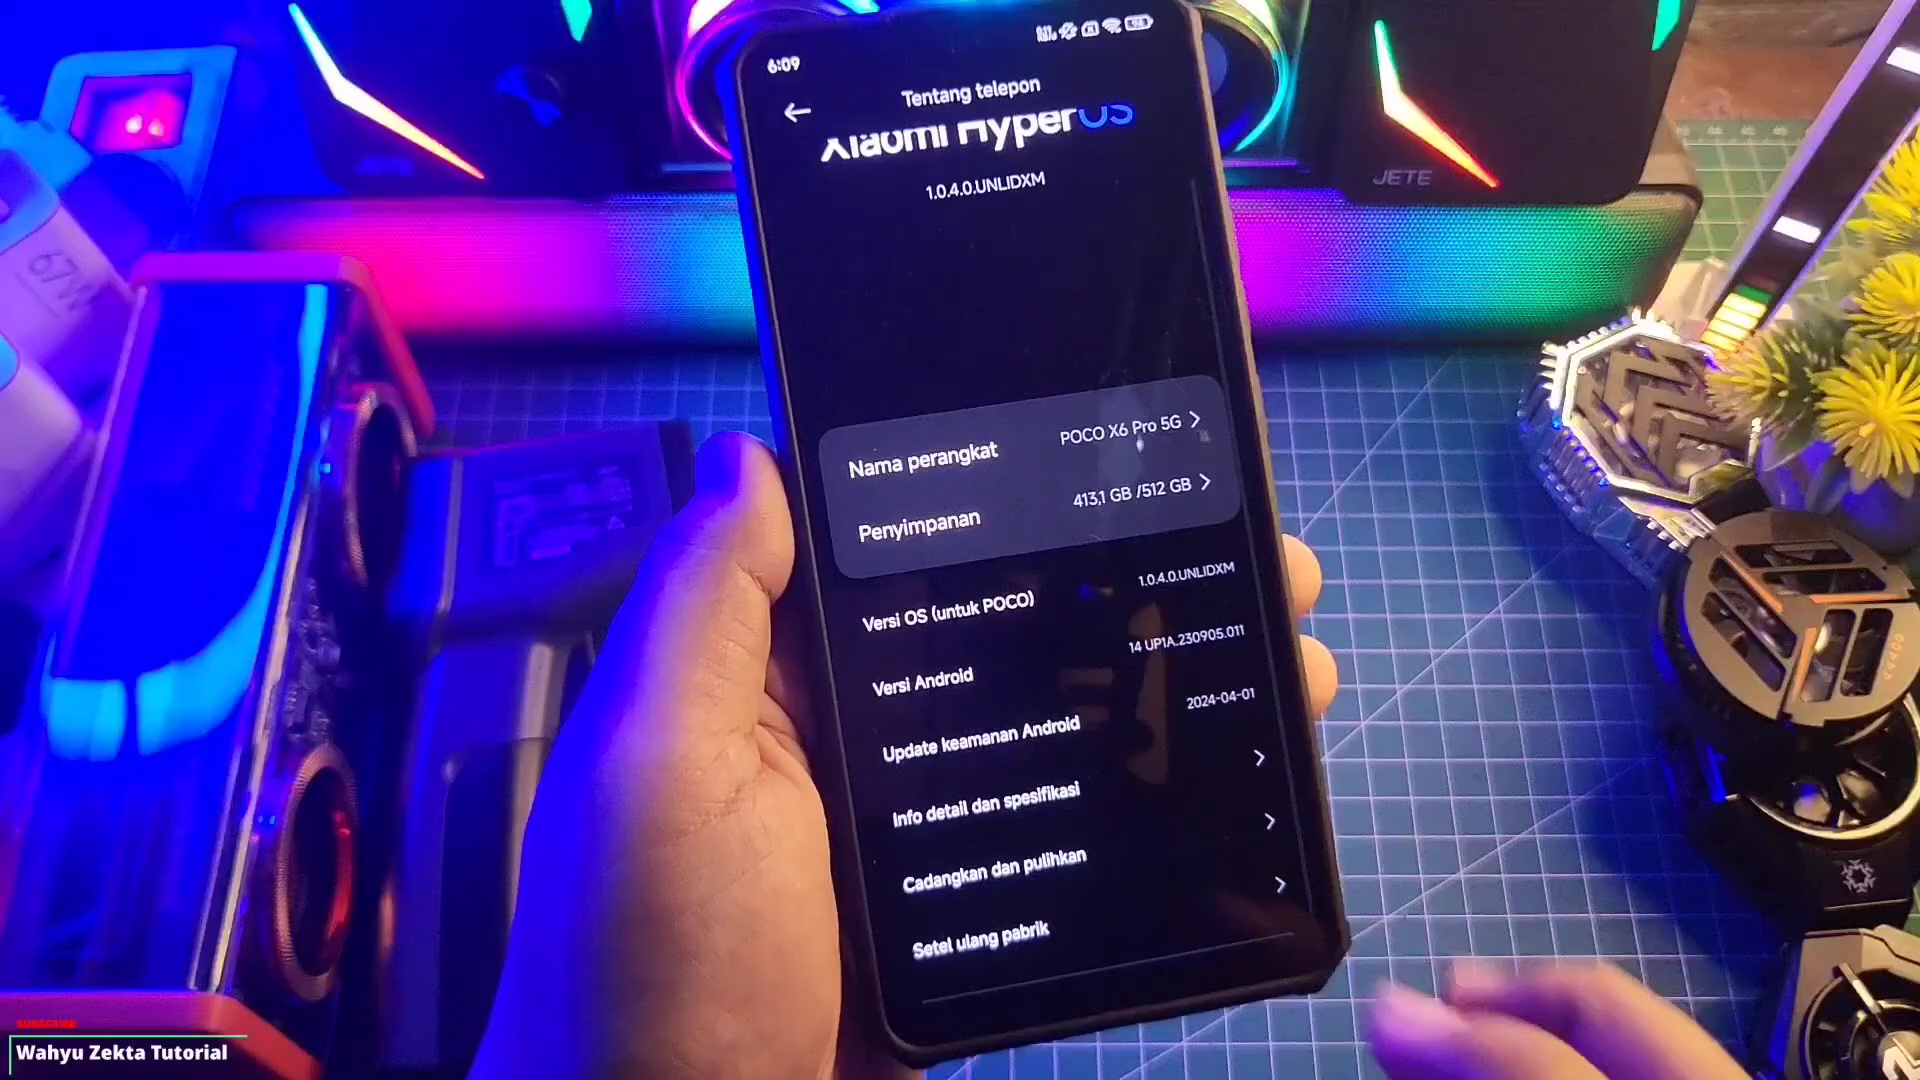 6:09
Tentang telepon
Xiaomi HyperOS
1.0.4.0.UNLIDXM
Nama perangkat
POCO X6 Pro 5G
Penyimpanan
413,1 GB /512 GB
Versi OS (untuk POCO)
1.0.4.0.UNLIDXM
Versi Android
14 UP1A.230905.011
Update keamanan Android
2024-04-01
Info detail dan spesifikasi
Cadangkan dan pulihkan
Setel ulang pabrik
JETE
JETE
67W
SUBSCRIBE
Wahyu Zekta Tutorial